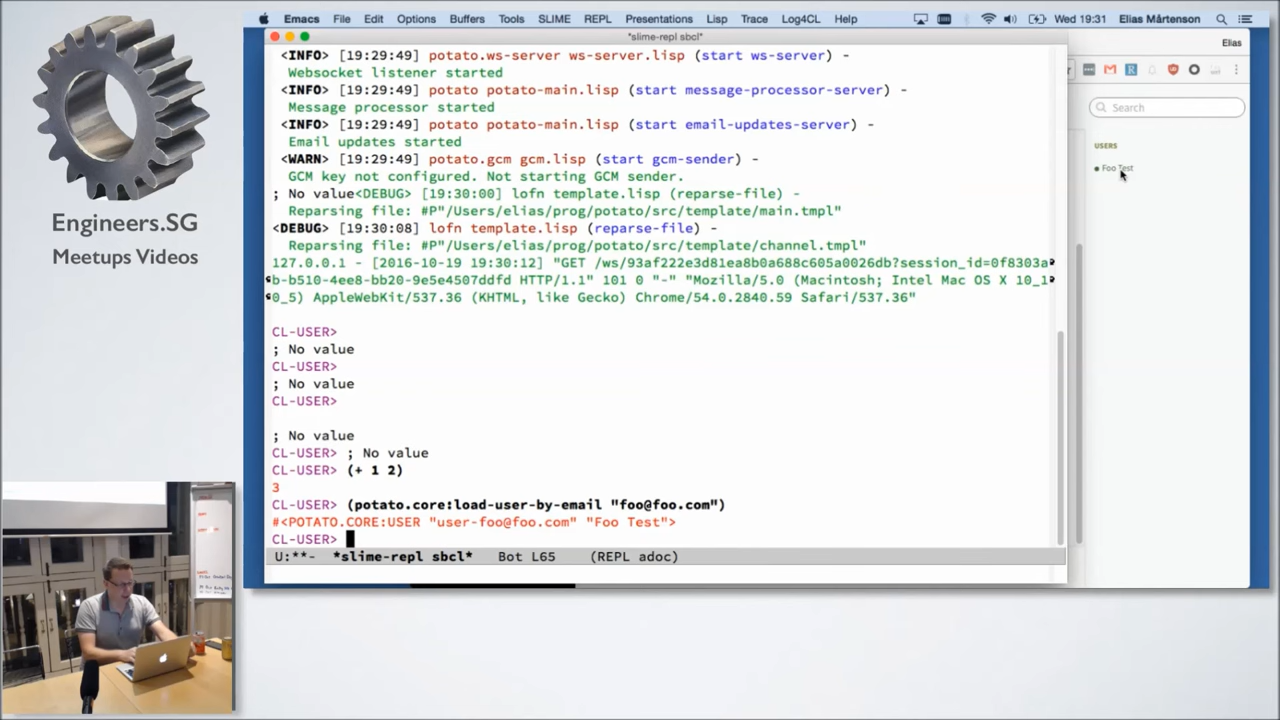 Emacs File Edit Options Buffers Tools SLIME REPL Presentations Lisp Trace Log4CL Help Wed 19:31 Elias Mårtenson
*slime-repl sbcl*
Elias
<INFO> [19:29:49] potato.ws-server ws-server.lisp (start ws-server) -
Websocket listener started
<INFO> [19:29:49] potato potato-main.lisp (start message-processor-server) -
Message processor started
<INFO> [19:29:49] potato potato-main.lisp (start email-updates-server) -
Email updates started
<WARN> [19:29:49] potato.gcm gcm.lisp (start gcm-sender) -
GCM key not configured. Not starting GCM sender.
; No value<DEBUG> [19:30:00] lofn template.lisp (reparse-file) -
Reparsing file: #P"/Users/elias/prog/potato/src/template/main.tmpl"
<DEBUG> [19:30:08] lofn template.lisp (reparse-file) -
Reparsing file: #P"/Users/elias/prog/potato/src/template/channel.tmpl"
127.0.0.1 - [2016-10-19 19:30:12] "GET /ws/93af222e3d81ea8b0a688c605a0026db?session_id=0f8303a
b-b510-4ee8-bb20-9e5e4507ddfd HTTP/1.1" 101 0 "-" "Mozilla/5.0 (Macintosh; Intel Mac OS X 10_1
0_5) AppleWebKit/537.36 (KHTML, like Gecko) Chrome/54.0.2840.59 Safari/537.36"
CL-USER>
; No value
CL-USER>
; No value
CL-USER>
; No value
CL-USER> ; No value
CL-USER> (+ 1 2)
3
CL-USER> (potato.core:load-user-by-email "foo@foo.com")
#<POTATO.CORE:USER "user-foo@foo.com" "Foo Test">
CL-USER>
U:**- *slime-repl sbcl* Bot L65 (REPL adoc)
Search
USERS
Foo Test
Engineers.SG
Meetups Videos